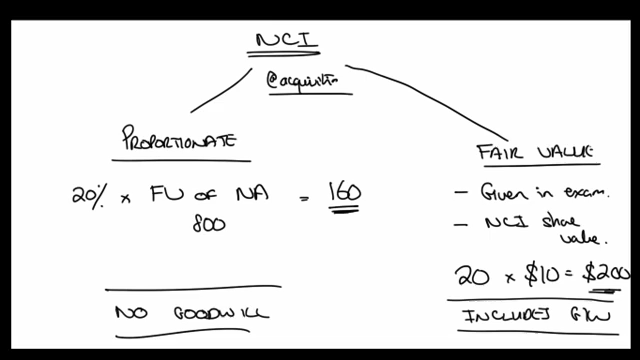 NCI
@acquisition
PROPORTIONATE
20% x FV of NA = 160
800
NO GOODWILL
FAIR VALUE
- Given in exam.
- NCI share
value.
20 x $10 = $200
INCLUDES GW